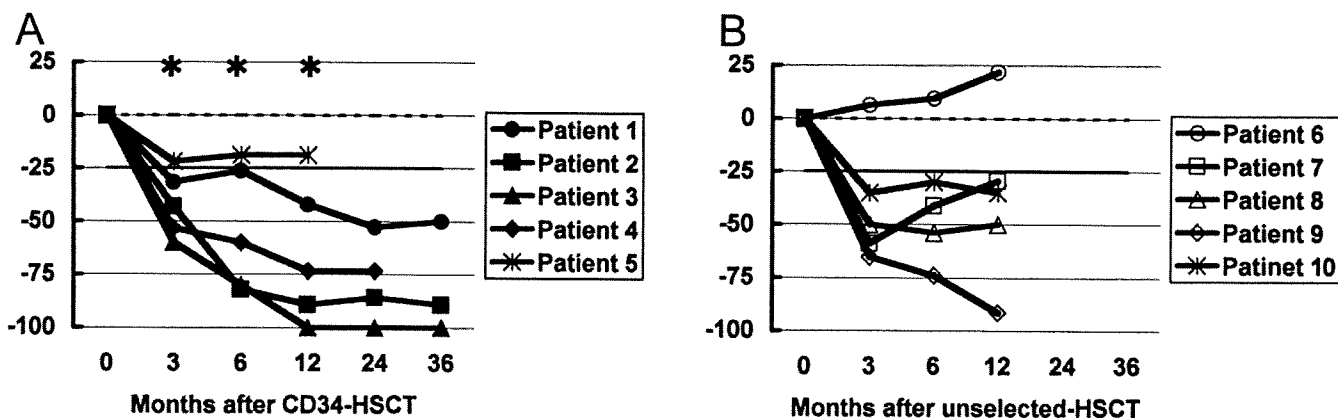 A
25
0
-25
-50
-75
-100
0 3 6 12 24 36
Months after CD34-HSCT
Patient 1
Patient 2
Patient 3
Patient 4
Patient 5
B
25
0
-25
-50
-75
-100
0 3 6 12 24 36
Months after unselected-HSCT
Patient 6
Patient 7
Patient 8
Patient 9
Patinet 10